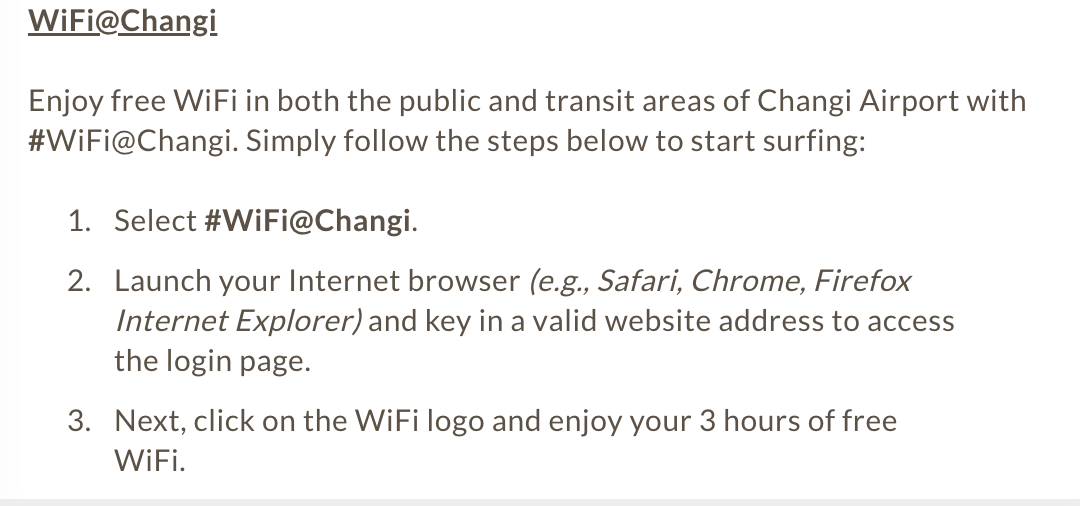 WiFi@Changi
Enjoy free WiFi in both the public and transit areas of Changi Airport with
#WiFi@Changi. Simply follow the steps below to start surfing:
1. Select #WiFi@Changi.
2. Launch your Internet browser (e.g., Safari, Chrome, Firefox
Internet Explorer) and key in a valid website address to access
the login page.
3. Next, click on the WiFi logo and enjoy your 3 hours of free
WiFi.